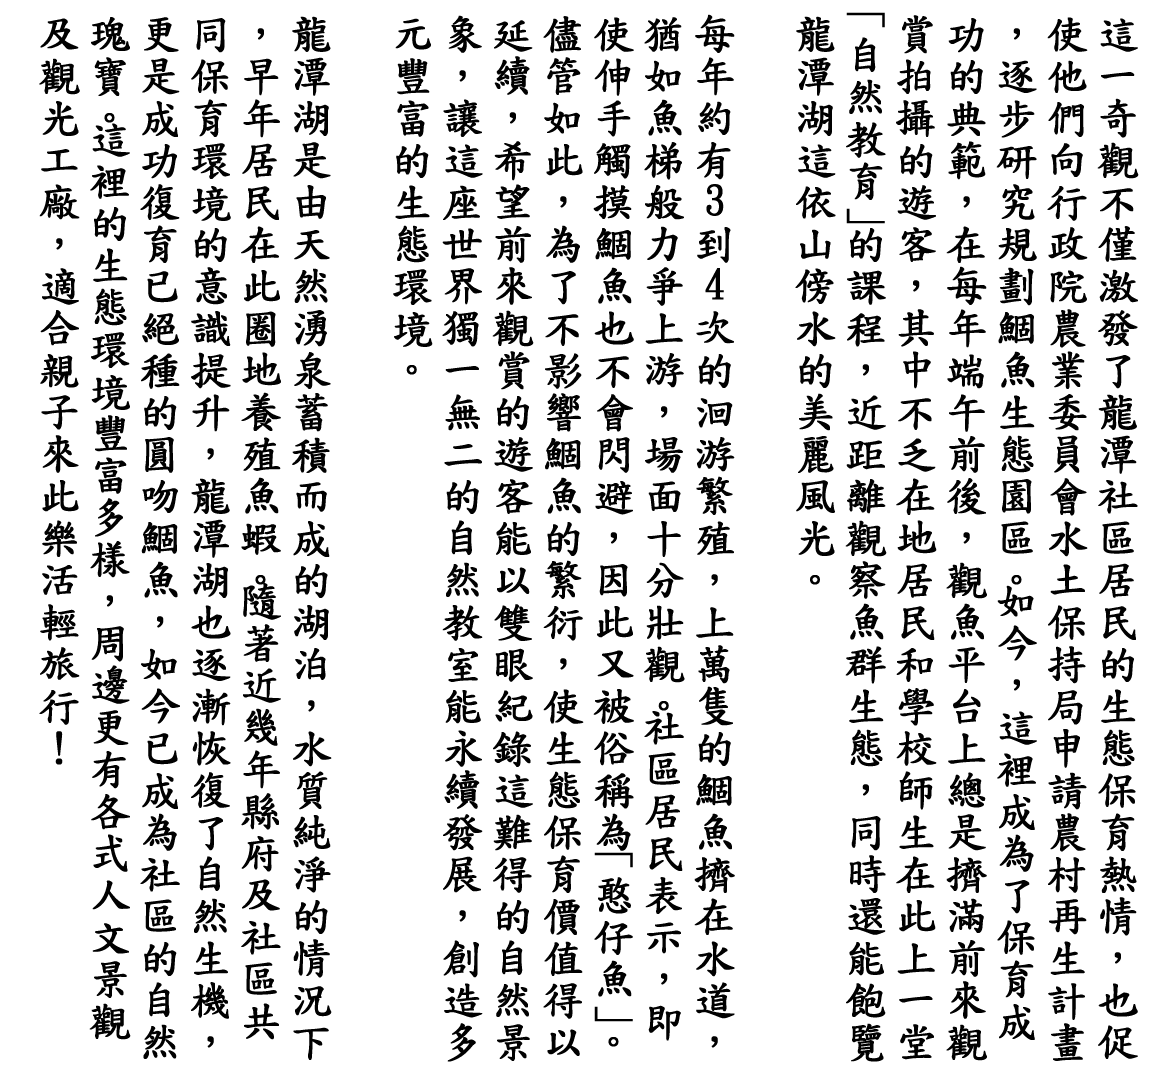 這一奇觀不僅激發了龍潭社區居民的生態保育熱情，也促
使他們向行政院農業委員會水土保持局申請農村再生計畫
，逐步研究規劃鯝魚生態園區。如今，這裡成為了保育成
功的典範，在每年端午前後，觀魚平台上總是擠滿前來觀
賞拍攝的遊客，其中不乏在地居民和學校師生在此上一堂
「自然教育」的課程，近距離觀察魚群生態，同時還能飽覽
龍潭湖這依山傍水的美麗風光。
每年約有3到4次的洄游繁殖，上萬隻的鯝魚擠在水道，
猶如魚梯般力爭上游，場面十分壯觀。社區居民表示，即
使伸手觸摸鯝魚也不會閃避，因此又被俗稱為「憨仔魚」。
儘管如此，為了不影響鯝魚的繁衍，使生態保育價值得以
延續，希望前來觀賞的遊客能以雙眼紀錄這難得的自然景
象，讓這座世界獨一無二的自然教室能永續發展，創造多
元豐富的生態環境。
龍潭湖是由天然湧泉蓄積而成的湖泊，水質純淨的情況下
，早年居民在此圈地養殖魚蝦。隨著近幾年縣府及社區共
同保育環境的意識提升，龍潭湖也逐漸恢復了自然生機，
更是成功復育已絕種的圓吻鯝魚，如今已成為社區的自然
瑰寶。這裡的生態環境豐富多樣，周邊更有各式人文景觀
及觀光工廠，適合親子來此樂活輕旅行！